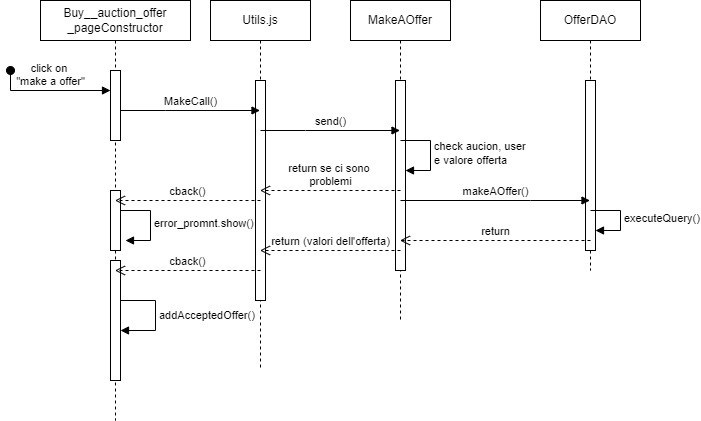 Buy__auction_offer
_pageConstructor
Utils.js
MakeAOffer
OfferDAO
click on
"make a offer"
MakeCall()
send()
check aucion, user
e valore offerta
return se ci sono
problemi
cback()
makeAOffer()
error_promnt.show()
executeQuery()
return
return (valori dell'offerta)
cback()
addAcceptedOffer()